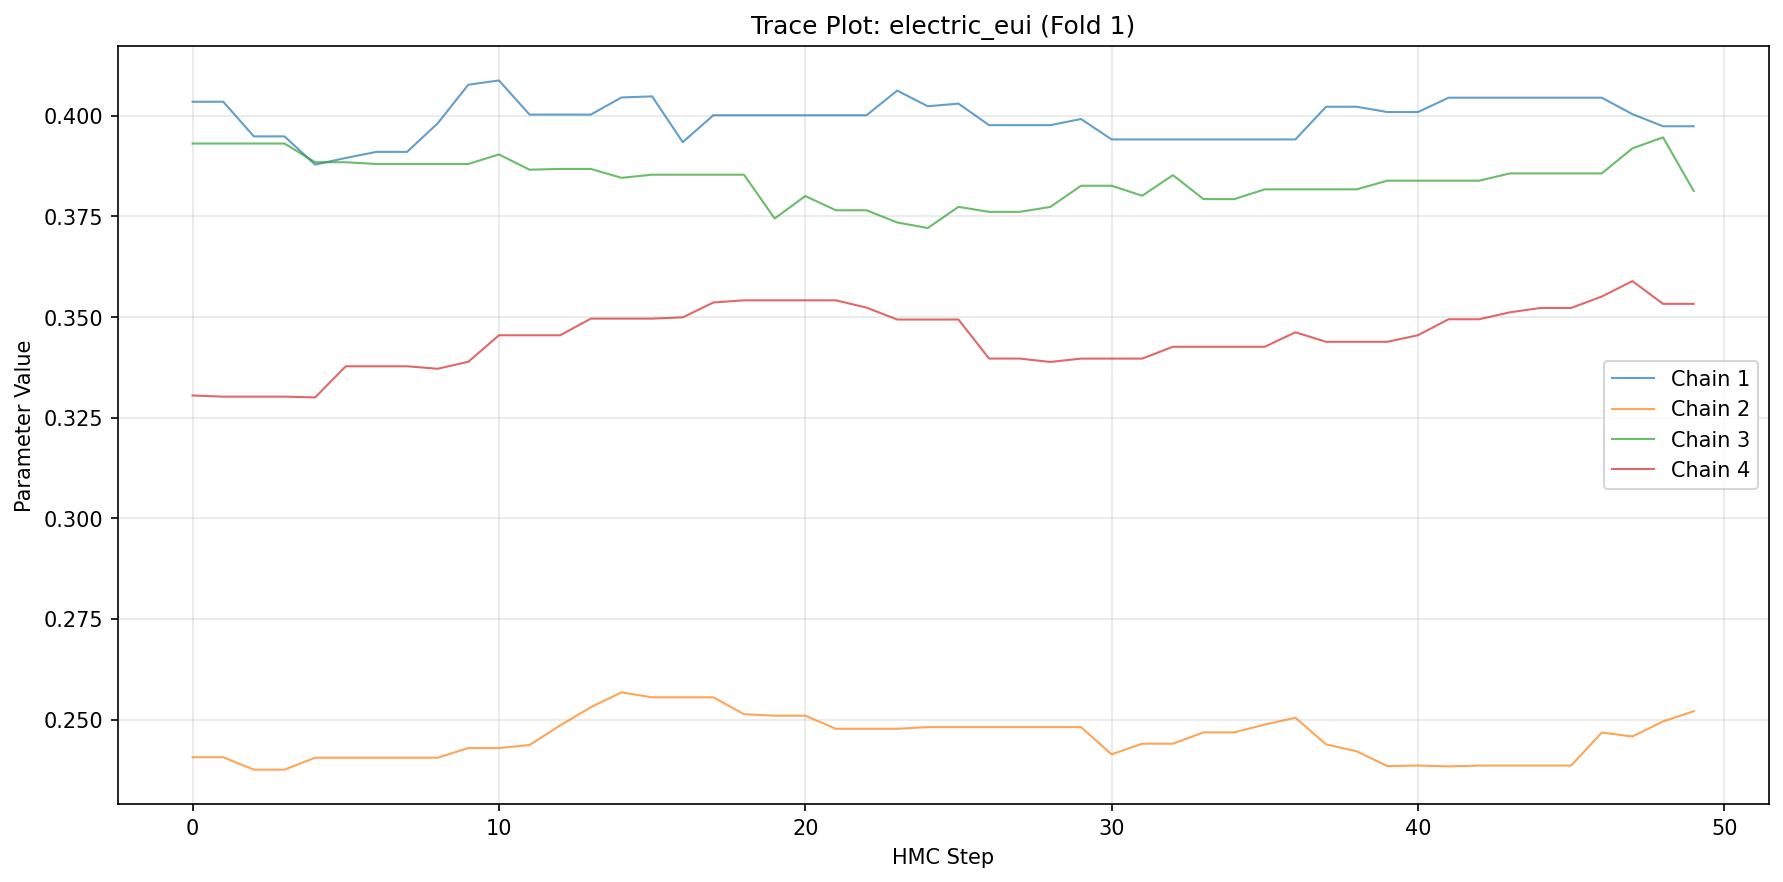 Trace Plot: electric_eui (Fold 1)
Parameter Value
0.400
0.375
0.350
0.325
0.300
0.275
0.250
Chain 1
Chain 2
Chain 3
Chain 4
0 10 20 30 40 50
HMC Step